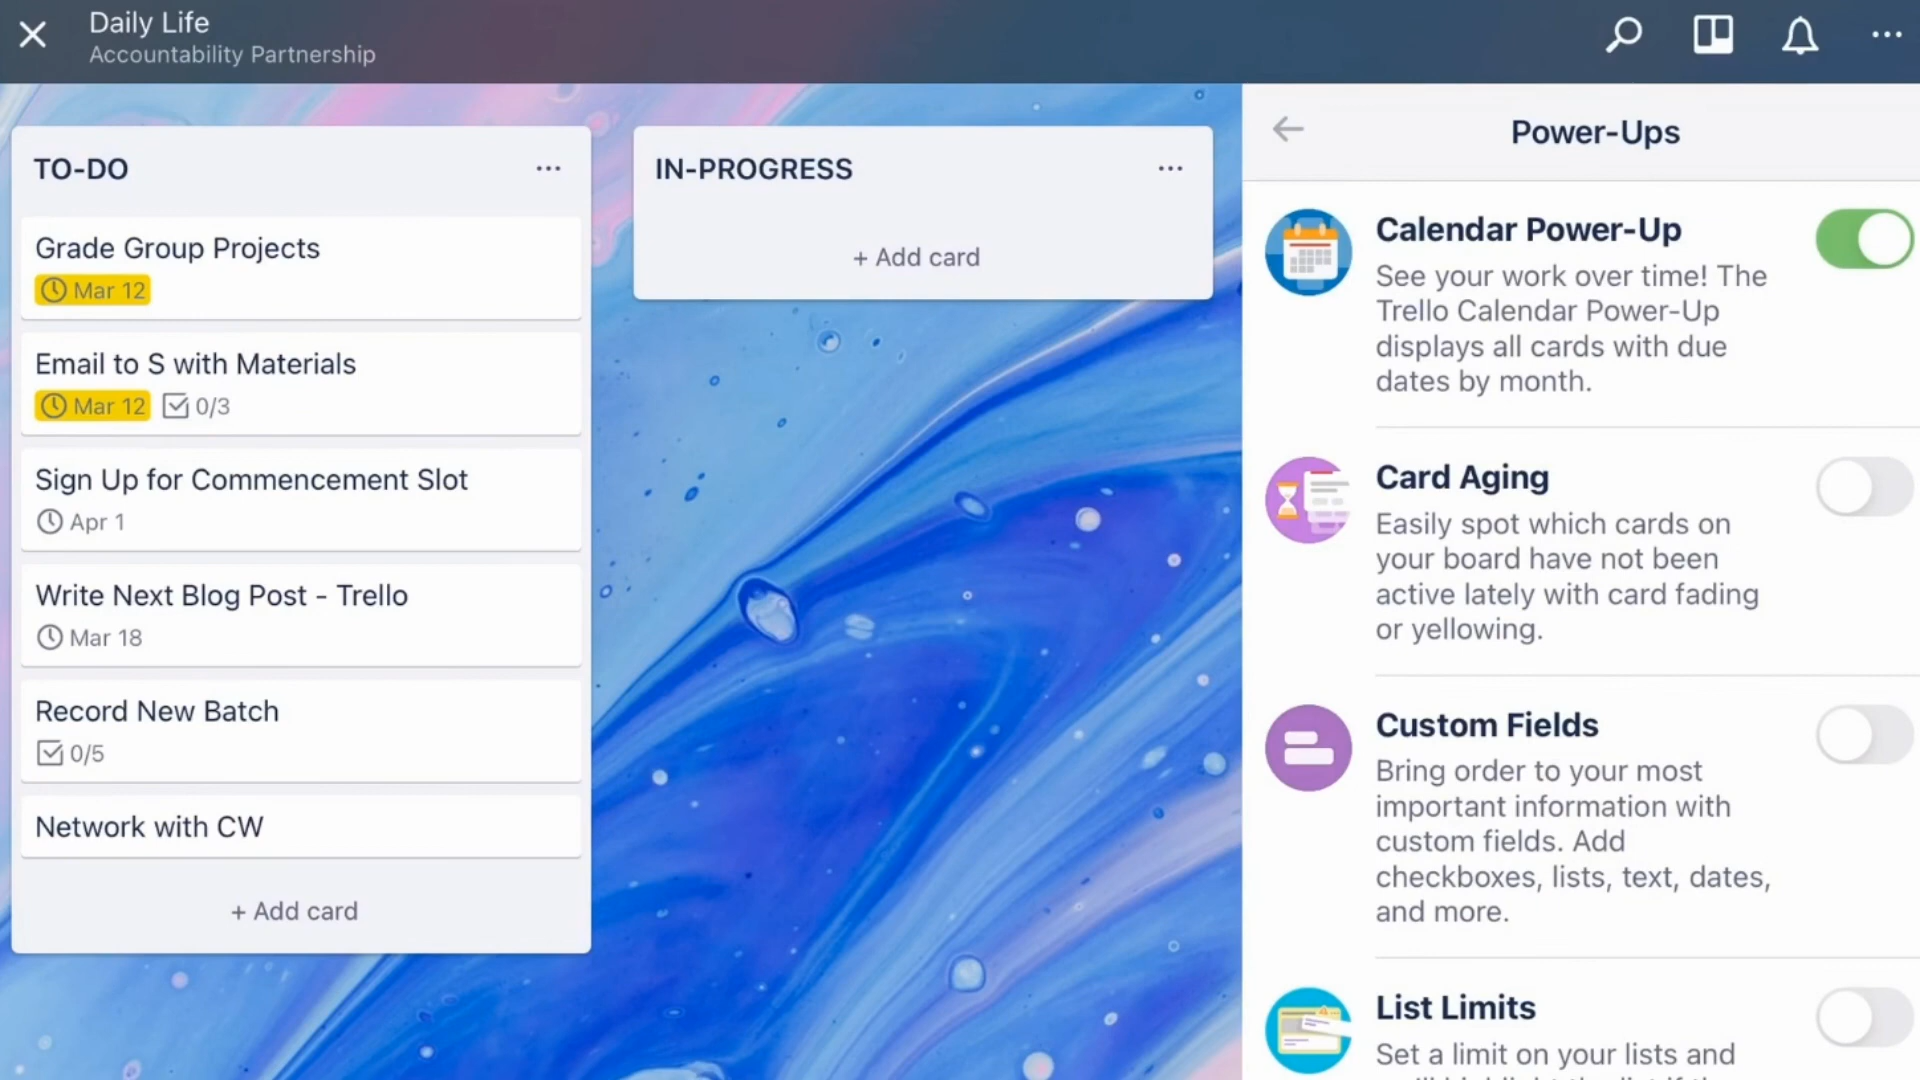 Daily Life
Accountability Partnership
TO-DO
Grade Group Projects
Mar 12
Email to S with Materials
Mar 12 0/3
Sign Up for Commencement Slot
Apr 1
Write Next Blog Post - Trello
Mar 18
Record New Batch
0/5
Network with CW
+ Add card
IN-PROGRESS
+ Add card
Power-Ups
Calendar Power-Up
See your work over time! The
Trello Calendar Power-Up
displays all cards with due
dates by month.
Card Aging
Easily spot which cards on
your board have not been
active lately with card fading
or yellowing.
Custom Fields
Bring order to your most
important information with
custom fields. Add
checkboxes, lists, text, dates,
and more.
List Limits
Set a limit on your lists and